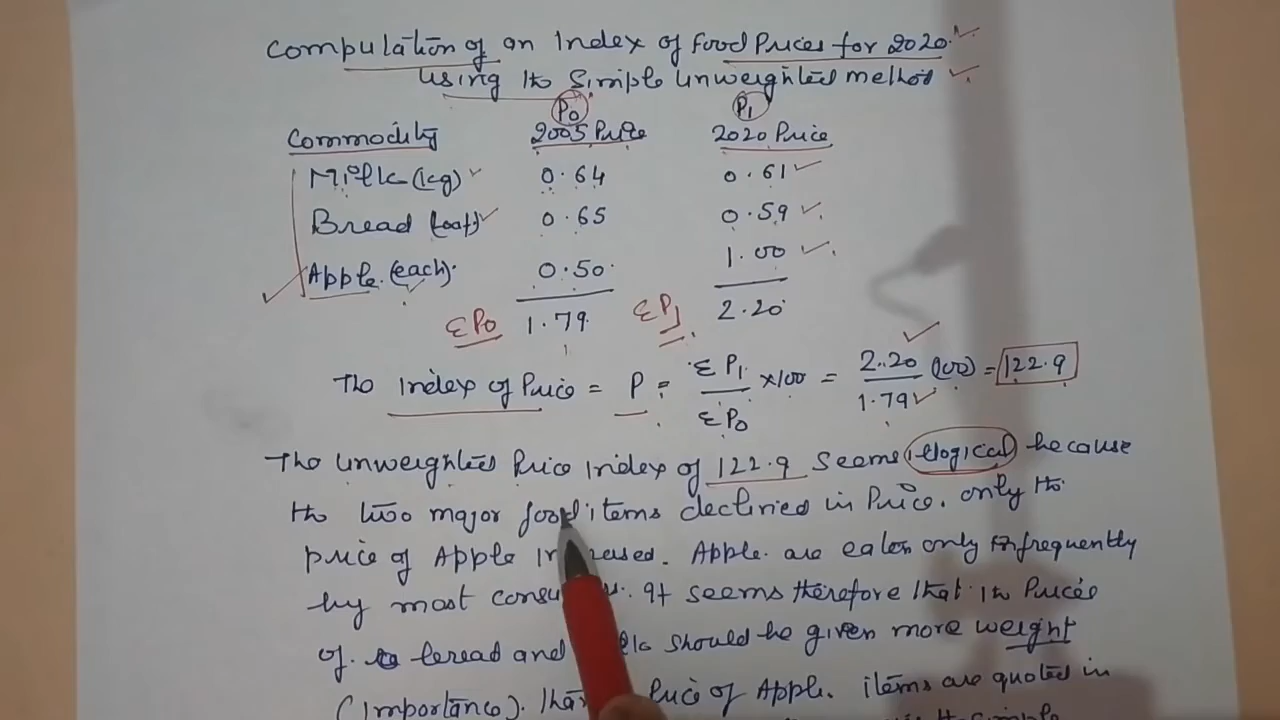 Computation of an Index of Food Prices for 2020
Using the Simple Unweighted method
P0 P1
Commodity 2005 Price 2020 Price
Milk (kg) 0.64 0.61
Bread (loaf) 0.65 0.59
Apple (each) 0.50 1.00
ΣP0 1.79 ΣP1 2.20
The Index of Price = P = ΣP1 / ΣP0 ×100 = 2.20 / 1.79 (100) = 122.9
The Unweighted Price Index of 122.9 Seems illogical because
the two major food items declined in Price. only the
price of Apple increased. Apple are eaten only infrequently
by most It seems therefore that the Prices
of bread and should be given more weight
(Importance). Price of Apple. items are quoted in